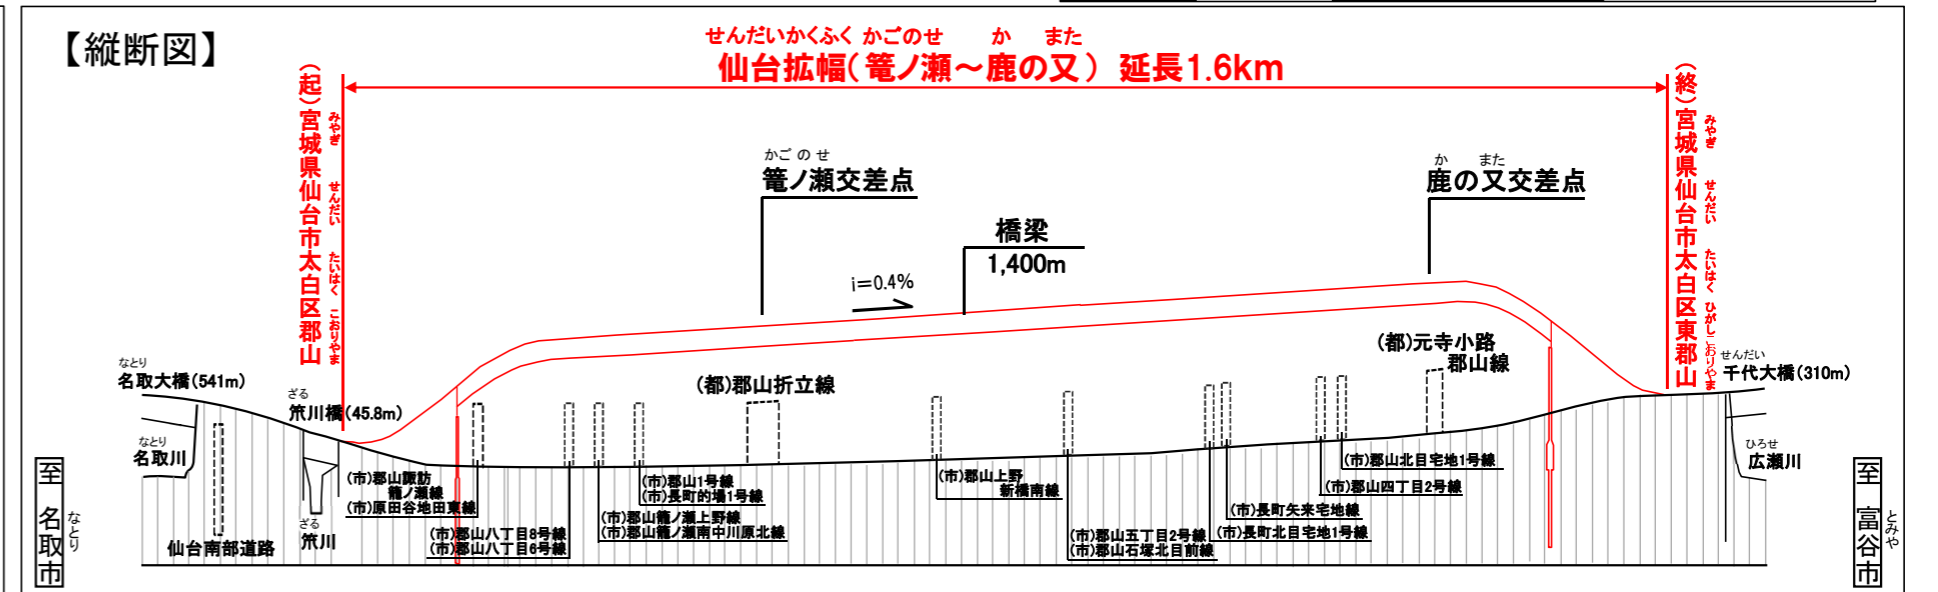 【縦断図】
せんだいかくふく かごのせ か また
仙台拡幅(篭ノ瀬～鹿の又) 延長1.6km
(起)宮城県仙台市太白区郡山
みやぎ せんだい たいはく こおりやま
(終)宮城県仙台市太白区東郡山
みやぎ せんだい たいはく ひがしこおりやま
かごのせ
篭ノ瀬交差点
か また
鹿の又交差点
橋梁
1,400m
i=0.4%
なとり
名取大橋(541m)
ざる
笊川橋(45.8m)
(都)郡山折立線
(都)元寺小路
郡山線
せんだい
千代大橋(310m)
なとり
名取川
ひろせ
広瀬川
至 名取市
なとり
仙台南部道路
ざる
笊川
(市)郡山諏訪
籠ノ瀬線
(市)原田谷地田東線
(市)郡山八丁目8号線
(市)郡山八丁目6号線
(市)郡山1号線
(市)長町的場1号線
(市)郡山籠ノ瀬上野線
(市)郡山籠ノ瀬南中川原北線
(市)郡山上野
新橋南線
(市)郡山五丁目2号線
(市)郡山石塚北目前線
(市)長町矢来宅地線
(市)長町北目宅地1号線
(市)郡山北目宅地1号線
(市)郡山四丁目2号線
至 富谷市
とみや